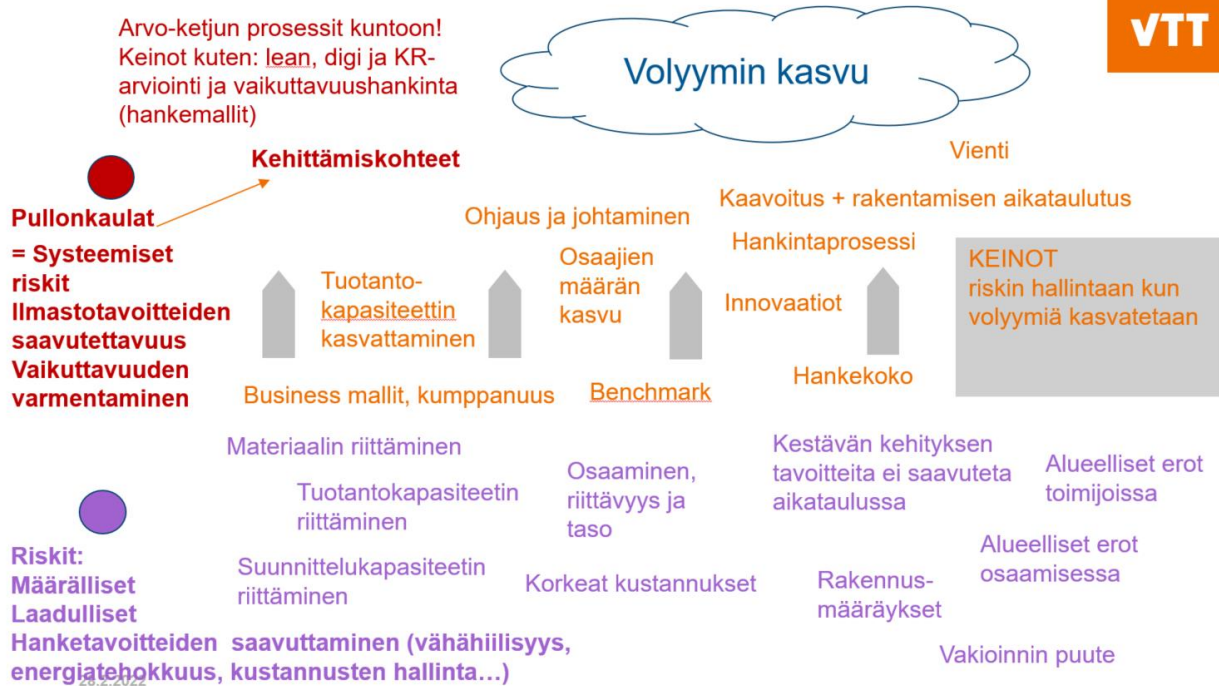 Arvo-ketjun prosessit kuntoon!
Keinot kuten: lean, digi ja KR-
arviointi ja vaikuttavuushankinta
(hankemallit)
Volyymin kasvu
VTT
Kehittämiskohteet
Vienti
Pullonkaulat
= Systeemiset
riskit
Ilmastotavoitteiden
saavutettavuus
Vaikuttavuuden
varmentaminen
Ohjaus ja johtaminen
Kaavoitus + rakentamisen aikataulutus
Tuotanto-
kapasiteettin
kasvattaminen
Osaajien
määrän
kasvu
Hankintaprosessi
Innovaatiot
KEINOT
riskin hallintaan kun
volyymiä kasvatetaan
Business mallit, kumppanuus
Benchmark
Hankekoko
Materiaalin riittäminen
Tuotantokapasiteetin
riittäminen
Osaaminen,
riittävyys ja
taso
Kestävän kehityksen
tavoitteita ei saavuteta
aikataulussa
Alueelliset erot
toimijoissa
Suunnittelukapasiteetin
riittäminen
Korkeat kustannukset
Rakennus-
määräykset
Alueelliset erot
osaamisessa
Vakioinnin puute
Riskit:
Määrälliset
Laadulliset
Hanketavoitteiden saavuttaminen (vähähiilisyys,
energiatehokkuus, kustannusten hallinta…)
28.2.2022